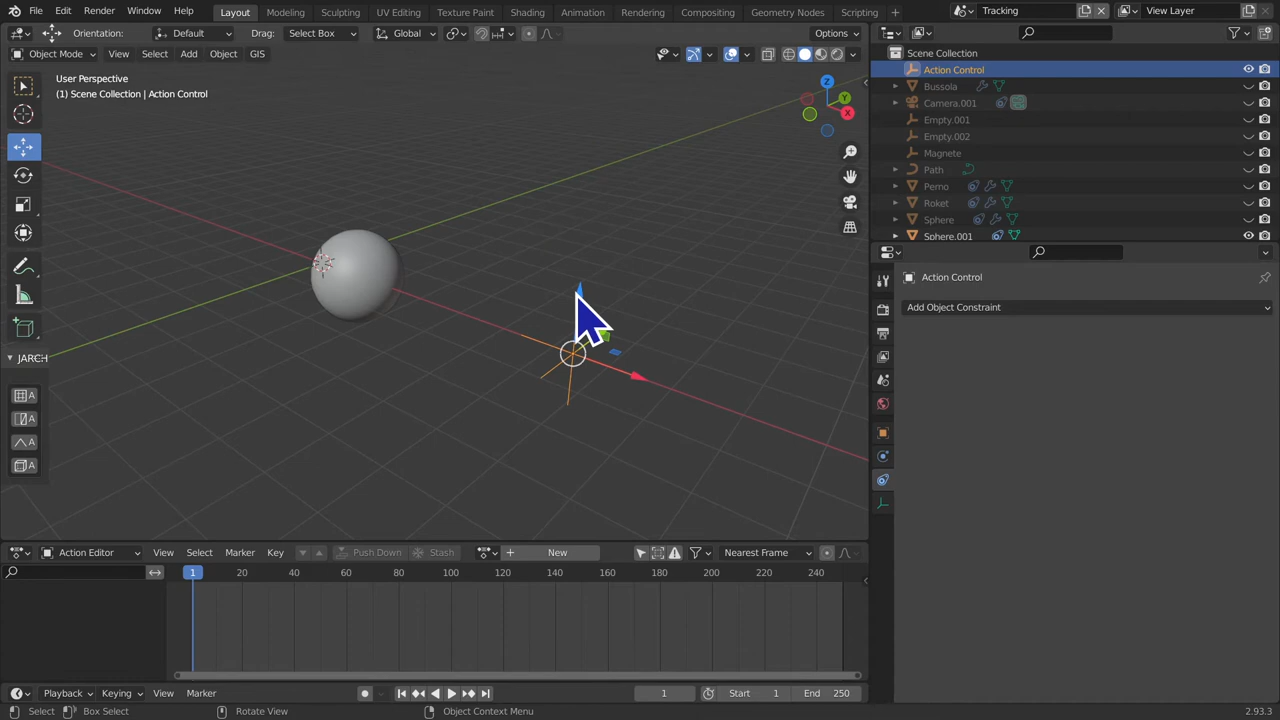 File Edit Render Window Help Layout Modeling Sculpting UV Editing Texture Paint Shading Animation Rendering Compositing Geometry Nodes Scripting + Tracking View Layer
Orientation: Default Drag: Select Box Global Options
Object Mode View Select Add Object GIS
User Perspective
(1) Scene Collection | Action Control
Z
Y
X
JARCH
A
A
A
A
Scene Collection
Action Control
Bussola
Camera.001
Empty.001
Empty.002
Magnete
Path
Perno
Roket
Sphere
Sphere.001
Action Control
Add Object Constraint
Action Editor View Select Marker Key Push Down Stash New Nearest Frame
1 20 40 60 80 100 120 140 160 180 200 220 240
Playback Keying View Marker 1 Start 1 End 250
Select Box Select Rotate View Object Context Menu 2.93.3